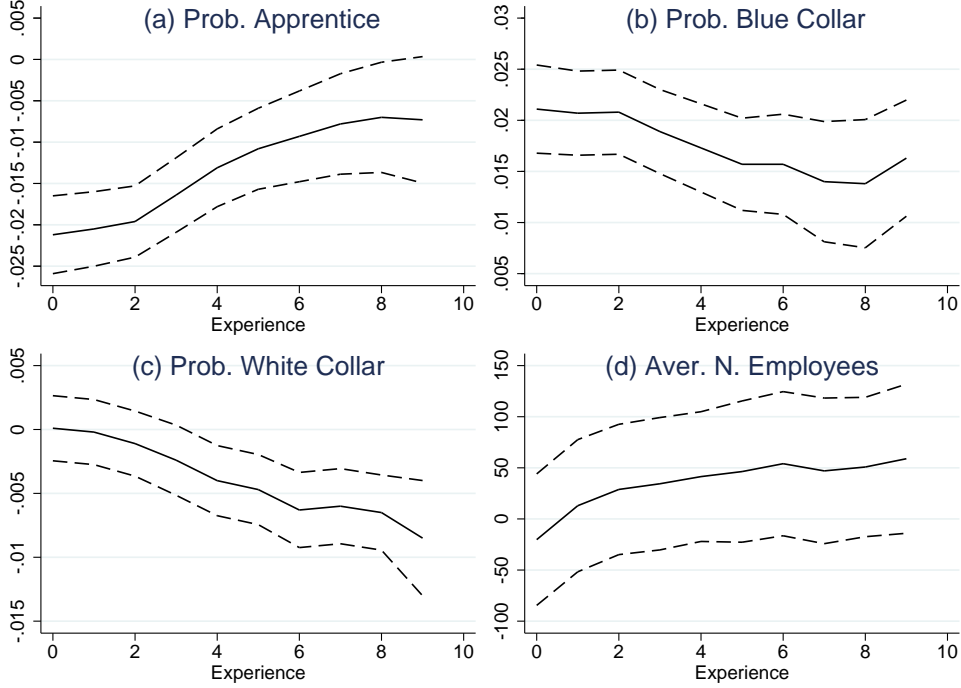 (a) Prob. Apprentice
.005
0
-.005
-.01
-.015
-.02
-.025
0 2 4 6 8 10
Experience
(b) Prob. Blue Collar
.03
.025
.02
.015
.01
.005
0 2 4 6 8 10
Experience
(c) Prob. White Collar
.005
0
-.005
-.01
-.015
0 2 4 6 8 10
Experience
(d) Aver. N. Employees
150
100
50
0
-50
-100
0 2 4 6 8 10
Experience